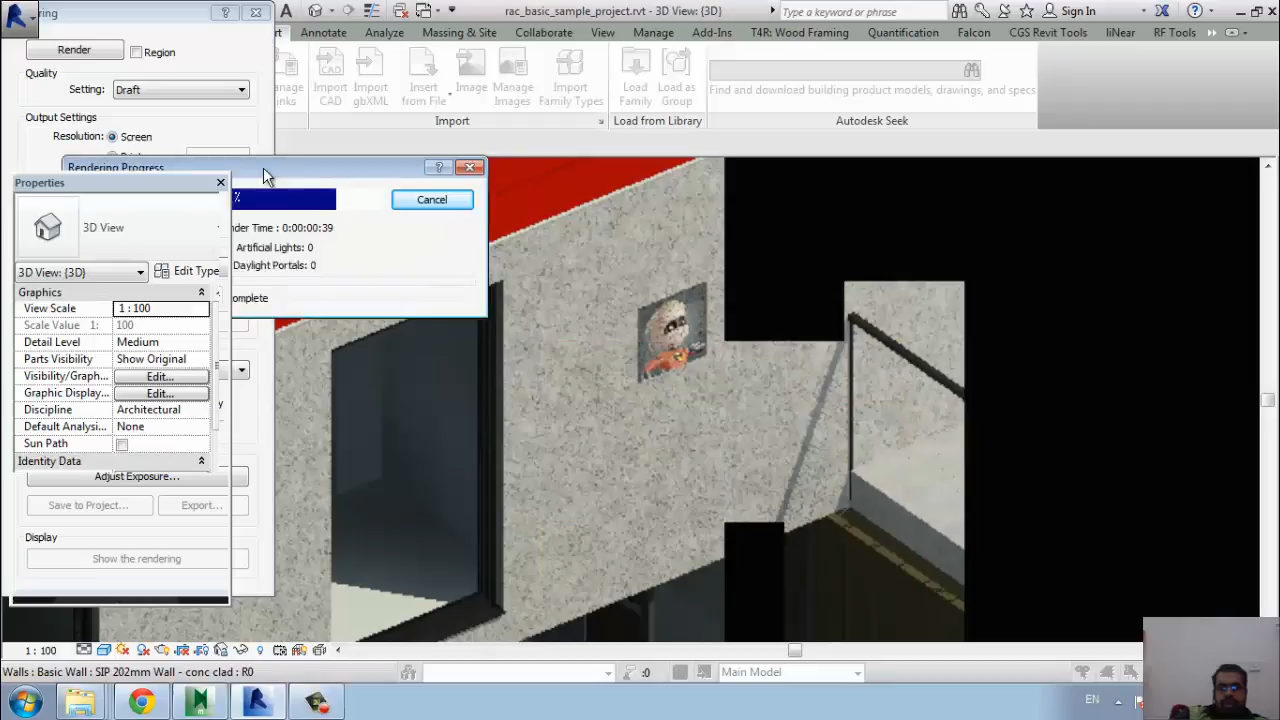 ring
rac_basic_sample_project.rvt - 3D View: {3D}
Type a keyword or phrase
Sign In
Annotate
Analyze
Massing & Site
Collaborate
View
Manage
Add-Ins
T4R: Wood Framing
Quantification
Falcon
CGS Revit Tools
liNear
RF Tools
Render
Region
Quality
Setting:
Draft
Output Settings
Resolution:
Screen
Import
CAD
Import
gbXML
Insert
from File
Image
Manage
Images
Import
Family Types
Load
Family
Load as
Group
Find and download building product models, drawings, and specs
Import
Load from Library
Autodesk Seek
Rendering Progress
%
Cancel
nder Time : 0:00:00:39
Artificial Lights: 0
Daylight Portals: 0
omplete
Properties
3D View
3D View: {3D}
Edit Type
Graphics
View Scale
1 : 100
Scale Value 1:
100
Detail Level
Medium
Parts Visibility
Show Original
Visibility/Graph...
Edit...
Graphic Display...
Edit...
Discipline
Architectural
Default Analysi...
None
Sun Path
Identity Data
Adjust Exposure...
Save to Project...
Export...
Display
Show the rendering
1 : 100
Walls : Basic Wall : SIP 202mm Wall - conc clad : R0
:0
Main Model
EN